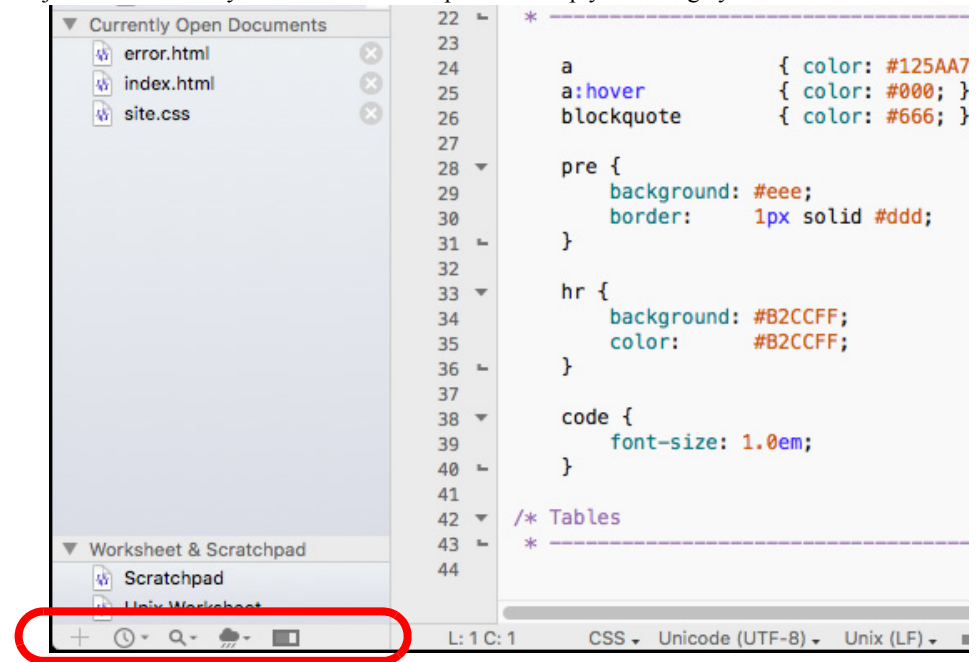 Currently Open Documents
error.html
index.html
site.css
Worksheet & Scratchpad
Scratchpad
Unix Worksheet
22 * ----------------------------------------
23
24 a { color: #125AA7
25 a:hover { color: #000; }
26 blockquote { color: #666; }
27
28 pre {
29 background: #eee;
30 border: 1px solid #ddd;
31 }
32
33 hr {
34 background: #B2CCFF;
35 color: #B2CCFF;
36 }
37
38 code {
39 font-size: 1.0em;
40 }
41
42 /* Tables
43 * ----------------------------------------
44
L: 1 C: 1 CSS Unicode (UTF-8) Unix (LF)